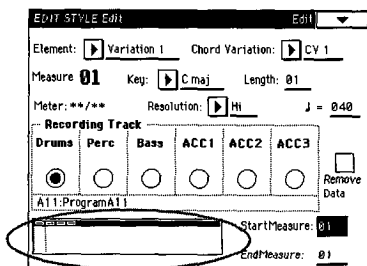 EDIT STYLE Edit Edit
Element: Variation 1 Chord Variation: CV 1
Measure 01 Key: C maj Length: 01
Meter: **/** Resolution: Hi ♩ = 040
Recording Track
Drums Perc Bass ACC1 ACC2 ACC3
Remove
Data
A11:ProgramA11
StartMeasure: 01
EndMeasure: 01